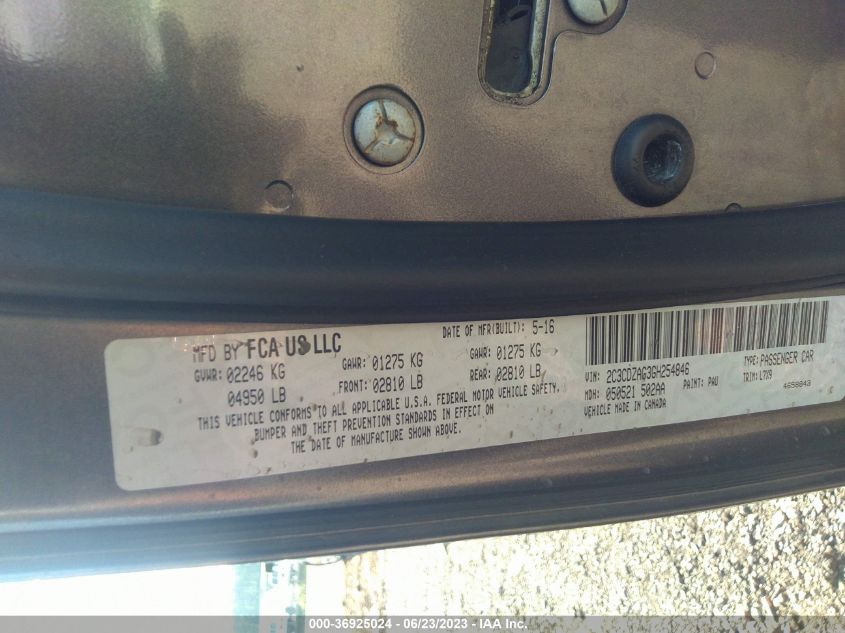 MFD BY FCA US LLC
DATE OF MFR(BUILT): 5-16
GVWR: 02246 KG
04950 LB
GAWR: 01275 KG
FRONT: 02810 LB
GAWR: 01275 KG
REAR: 02810 LB
THIS VEHICLE CONFORMS TO ALL APPLICABLE U.S.A. FEDERAL MOTOR VEHICLE SAFETY,
BUMPER AND THEFT PREVENTION STANDARDS IN EFFECT ON
THE DATE OF MANUFACTURE SHOWN ABOVE.
VIN: 2C3CDZAG3GH254846
TYPE: PASSENGER CAR
MDH: 050521 502AA
PAINT: PAU
TRIM: L7X9
VEHICLE MADE IN CANADA
4658043
000-36925024 - 06/23/2023 - IAA Inc.